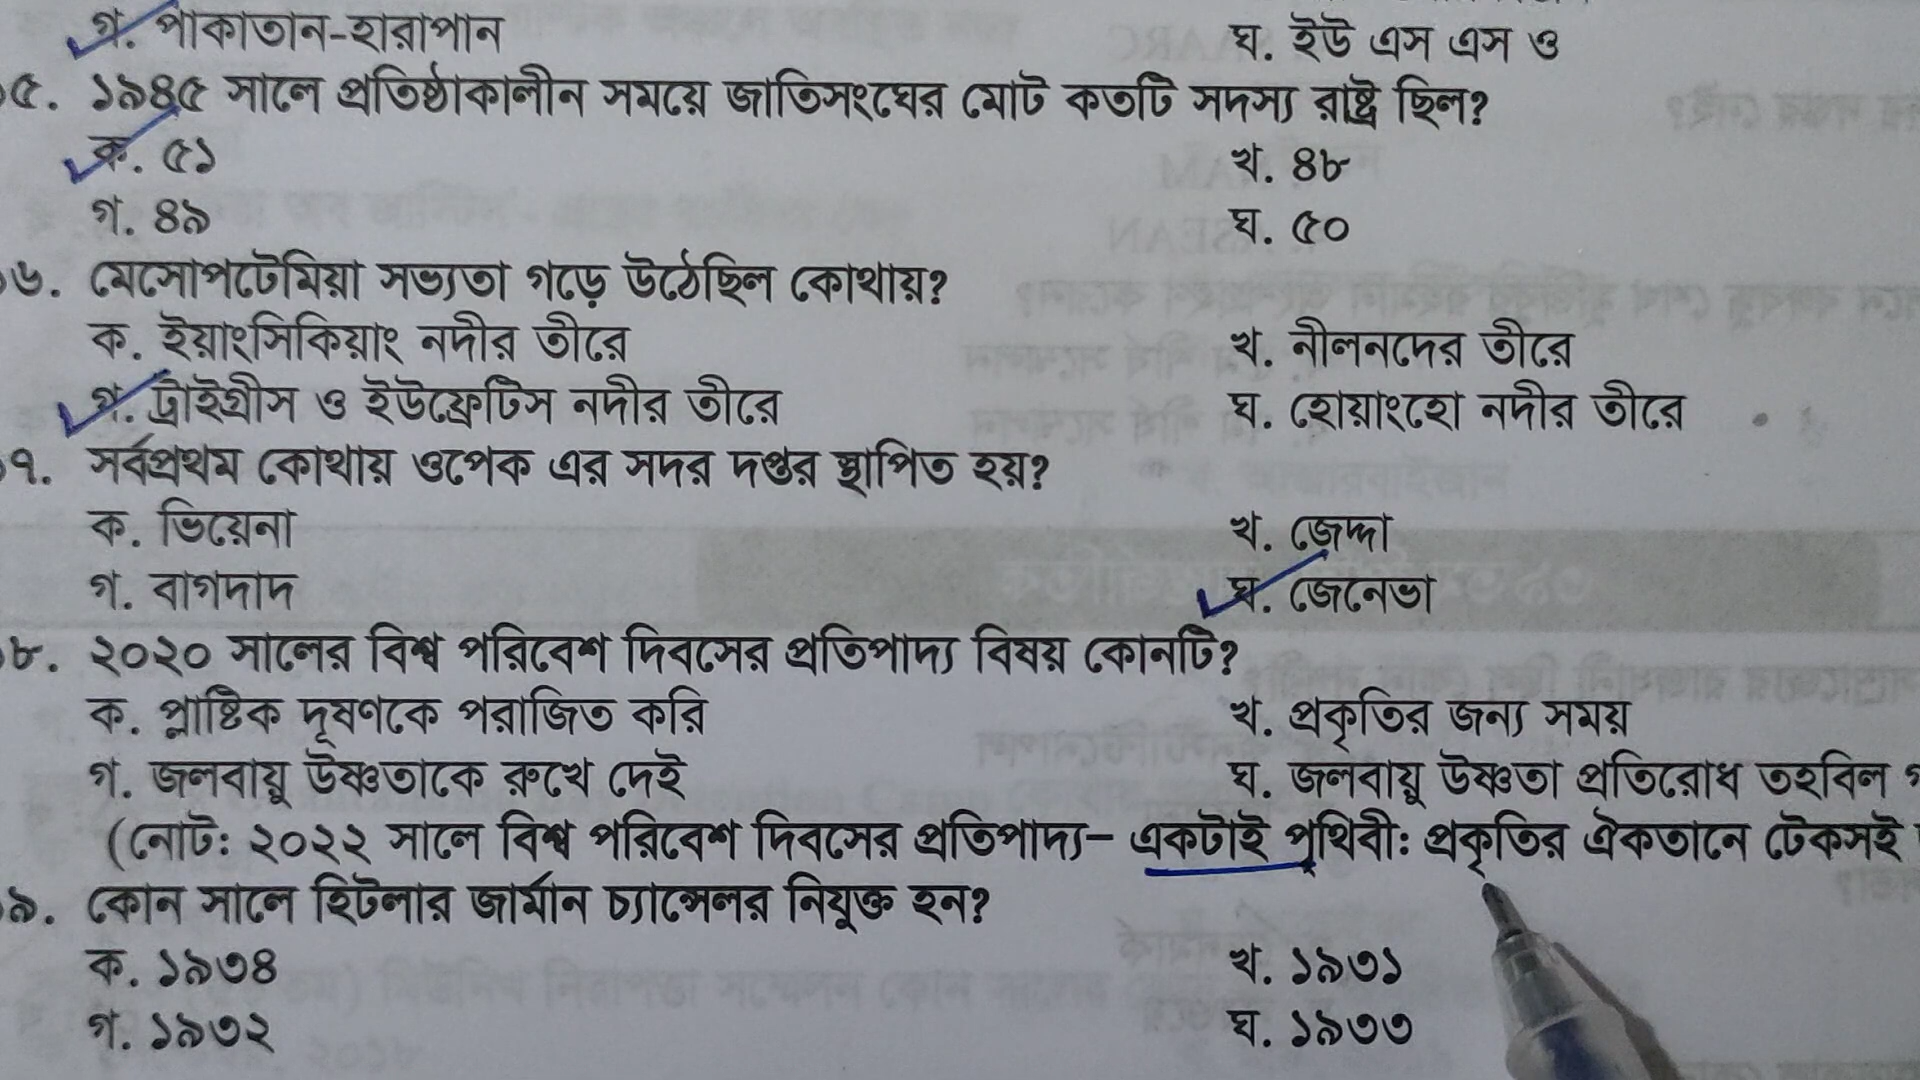 গ. পাকাতান-হারাপান
ঘ. ইউ এস এস ও
৫. ১৯৪৫ সালে প্রতিষ্ঠাকালীন সময়ে জাতিসংঘের মোট কতটি সদস্য রাষ্ট্র ছিল?
ক. ৫১
খ. ৪৮
গ. ৪৯
ঘ. ৫০
৬. মেসোপটেমিয়া সভ্যতা গড়ে উঠেছিল কোথায়?
ক. ইয়াংসিকিয়াং নদীর তীরে
খ. নীলনদের তীরে
গ. ট্রাইগ্রীস ও ইউফ্রেটিস নদীর তীরে
ঘ. হোয়াংহো নদীর তীরে
৭. সর্বপ্রথম কোথায় ওপেক এর সদর দপ্তর স্থাপিত হয়?
ক. ভিয়েনা
খ. জেদ্দা
গ. বাগদাদ
ঘ. জেনেভা
৮. ২০২০ সালের বিশ্ব পরিবেশ দিবসের প্রতিপাদ্য বিষয় কোনটি?
ক. প্লাষ্টিক দূষণকে পরাজিত করি
খ. প্রকৃতির জন্য সময়
গ. জলবায়ু উষ্ণতাকে রুখে দেই
ঘ. জলবায়ু উষ্ণতা প্রতিরোধ তহবিল
(নোট: ২০২২ সালে বিশ্ব পরিবেশ দিবসের প্রতিপাদ্য– একটাই পৃথিবী: প্রকৃতির ঐকতানে টেকসই
৯. কোন সালে হিটলার জার্মান চ্যান্সেলর নিযুক্ত হন?
ক. ১৯৩৪
খ. ১৯৩১
গ. ১৯৩২
ঘ. ১৯৩৩